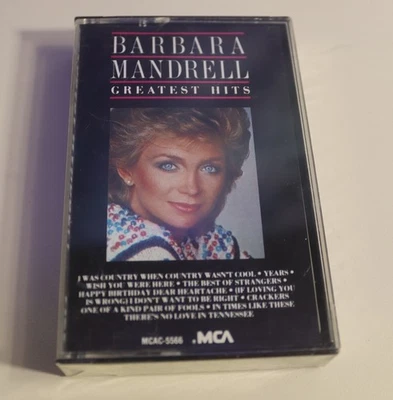 BARBARA
MANDRELL
GREATEST HITS
I WAS COUNTRY WHEN COUNTRY WASN'T COOL • YEARS •
WISH YOU WERE HERE • THE BEST OF STRANGERS •
HAPPY BIRTHDAY DEAR HEARTACHE • (IF LOVING YOU
IS WRONG) I DON'T WANT TO BE RIGHT • CRACKERS
ONE OF A KIND PAIR OF FOOLS • IN TIMES LIKE THESE
THERE'S NO LOVE IN TENNESSEE
MCAC-5566 .MCA